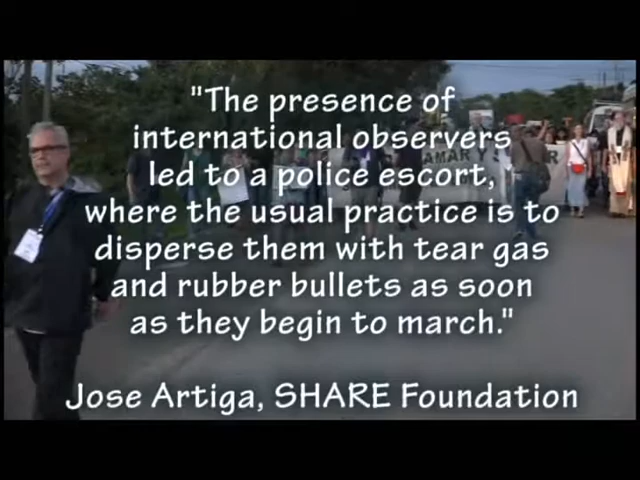 "The presence of
international observers
led to a police escort,
where the usual practice is to
disperse them with tear gas
and rubber bullets as soon
as they begin to march."
Jose Artiga, SHARE Foundation
AMAR Y S